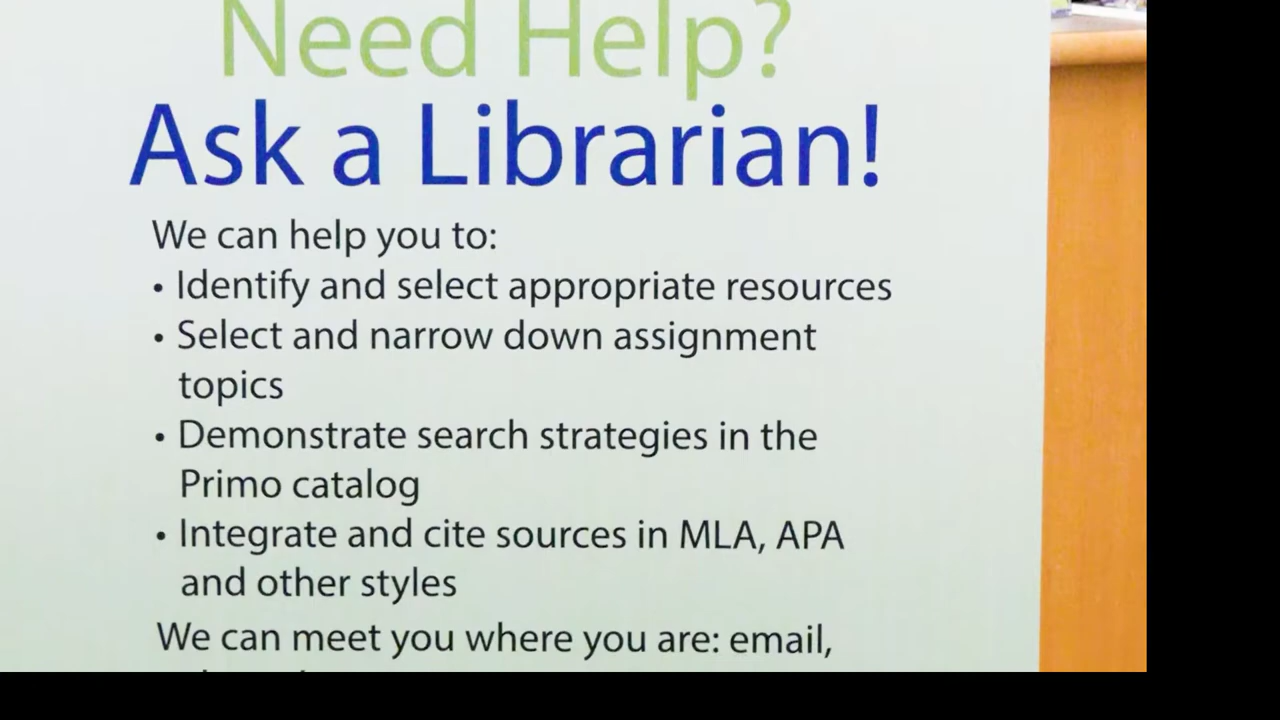 Need Help?
Ask a Librarian!
We can help you to:
• Identify and select appropriate resources
• Select and narrow down assignment
topics
• Demonstrate search strategies in the
Primo catalog
• Integrate and cite sources in MLA, APA
and other styles
We can meet you where you are: email,